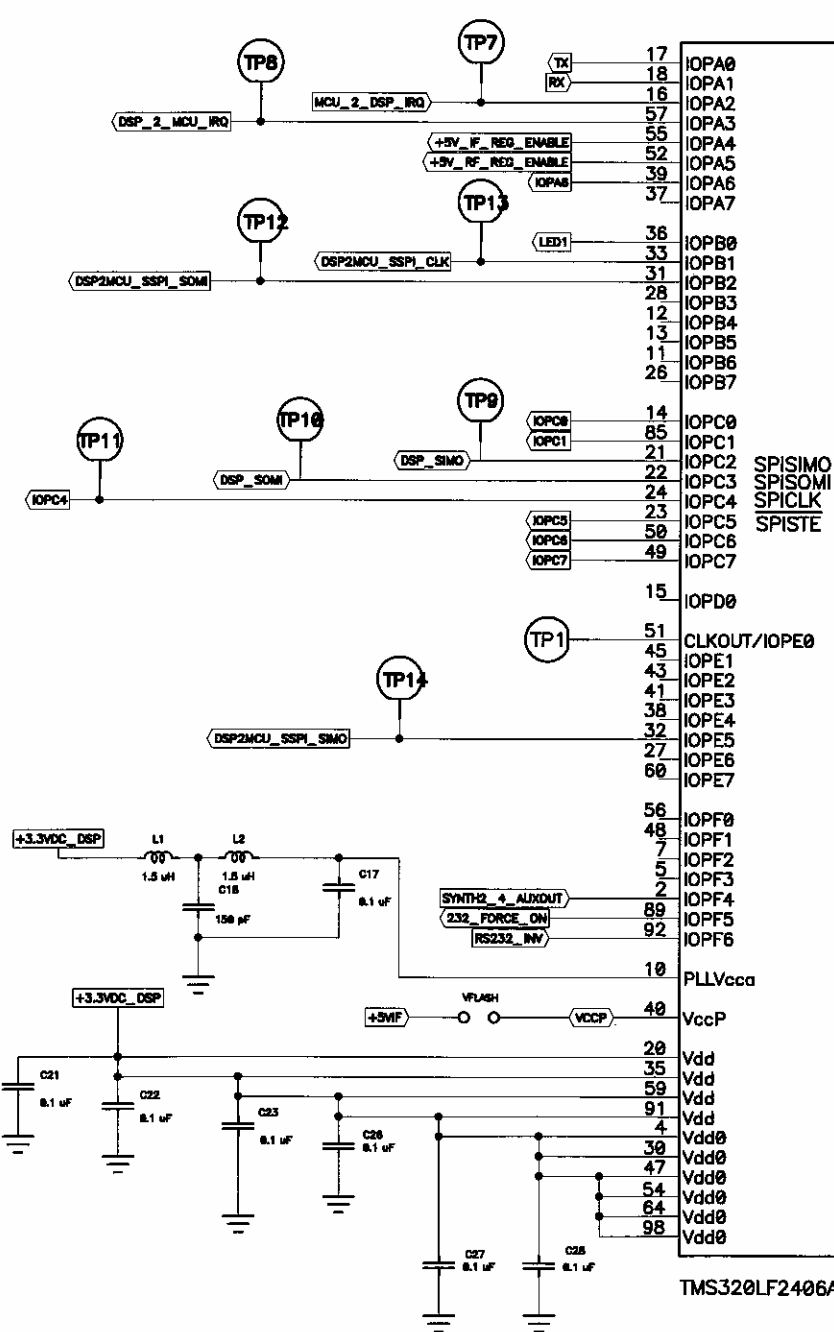 TP8 TP7
TX 17 IOPA0
RX 18 IOPA1
MCU_2_DSP_IRQ 16 IOPA2
DSP_2_MCU_IRQ 57 IOPA3
+5V_IF_REG_ENABLE 55 IOPA4
+5V_RF_REG_ENABLE 52 IOPA5
IOPA6 39 IOPA6
37 IOPA7
TP12 TP13
LED1 36 IOPB0
DSP2MCU_SSPI_CLK 33 IOPB1
DSP2MCU_SSPI_SOMI 31 IOPB2
28 IOPB3
12 IOPB4
13 IOPB5
11 IOPB6
26 IOPB7
TP11 TP10 TP9
IOPC0 14 IOPC0
IOPC1 85 IOPC1
DSP_SIMO 21 IOPC2 SPISIMO
DSP_SOMI 22 IOPC3 SPISOMI
IOPC4 24 IOPC4 SPICLK
IOPC5 23 IOPC5 SPISTE
IOPC6 50 IOPC6
IOPC7 49 IOPC7
15 IOPD0
TP1 51 CLKOUT/IOPE0
45 IOPE1
43 IOPE2
41 IOPE3
38 IOPE4
TP14
DSP2MCU_SSPI_SIMO 32 IOPE5
27 IOPE6
60 IOPE7
56 IOPF0
48 IOPF1
7 IOPF2
5 IOPF3
SYNTH2_4_AUXOUT 2 IOPF4
232_FORCE_ON 89 IOPF5
RS232_INV 92 IOPF6
+3.3VDC_DSP L1 L2
1.5 uH 1.5 uH
C17
0.1 uF
150 pF
10 PLLVcca
+3.3VDC_DSP
+5VIF VFLASH VCCP 40 VccP
20 Vdd
35 Vdd
59 Vdd
91 Vdd
4 Vdd0
30 Vdd0
47 Vdd0
54 Vdd0
64 Vdd0
98 Vdd0
C21
0.1 uF
C22
0.1 uF
C23
0.1 uF
C26
0.1 uF
C27
0.1 uF
0.1 uF
TMS320LF2406A